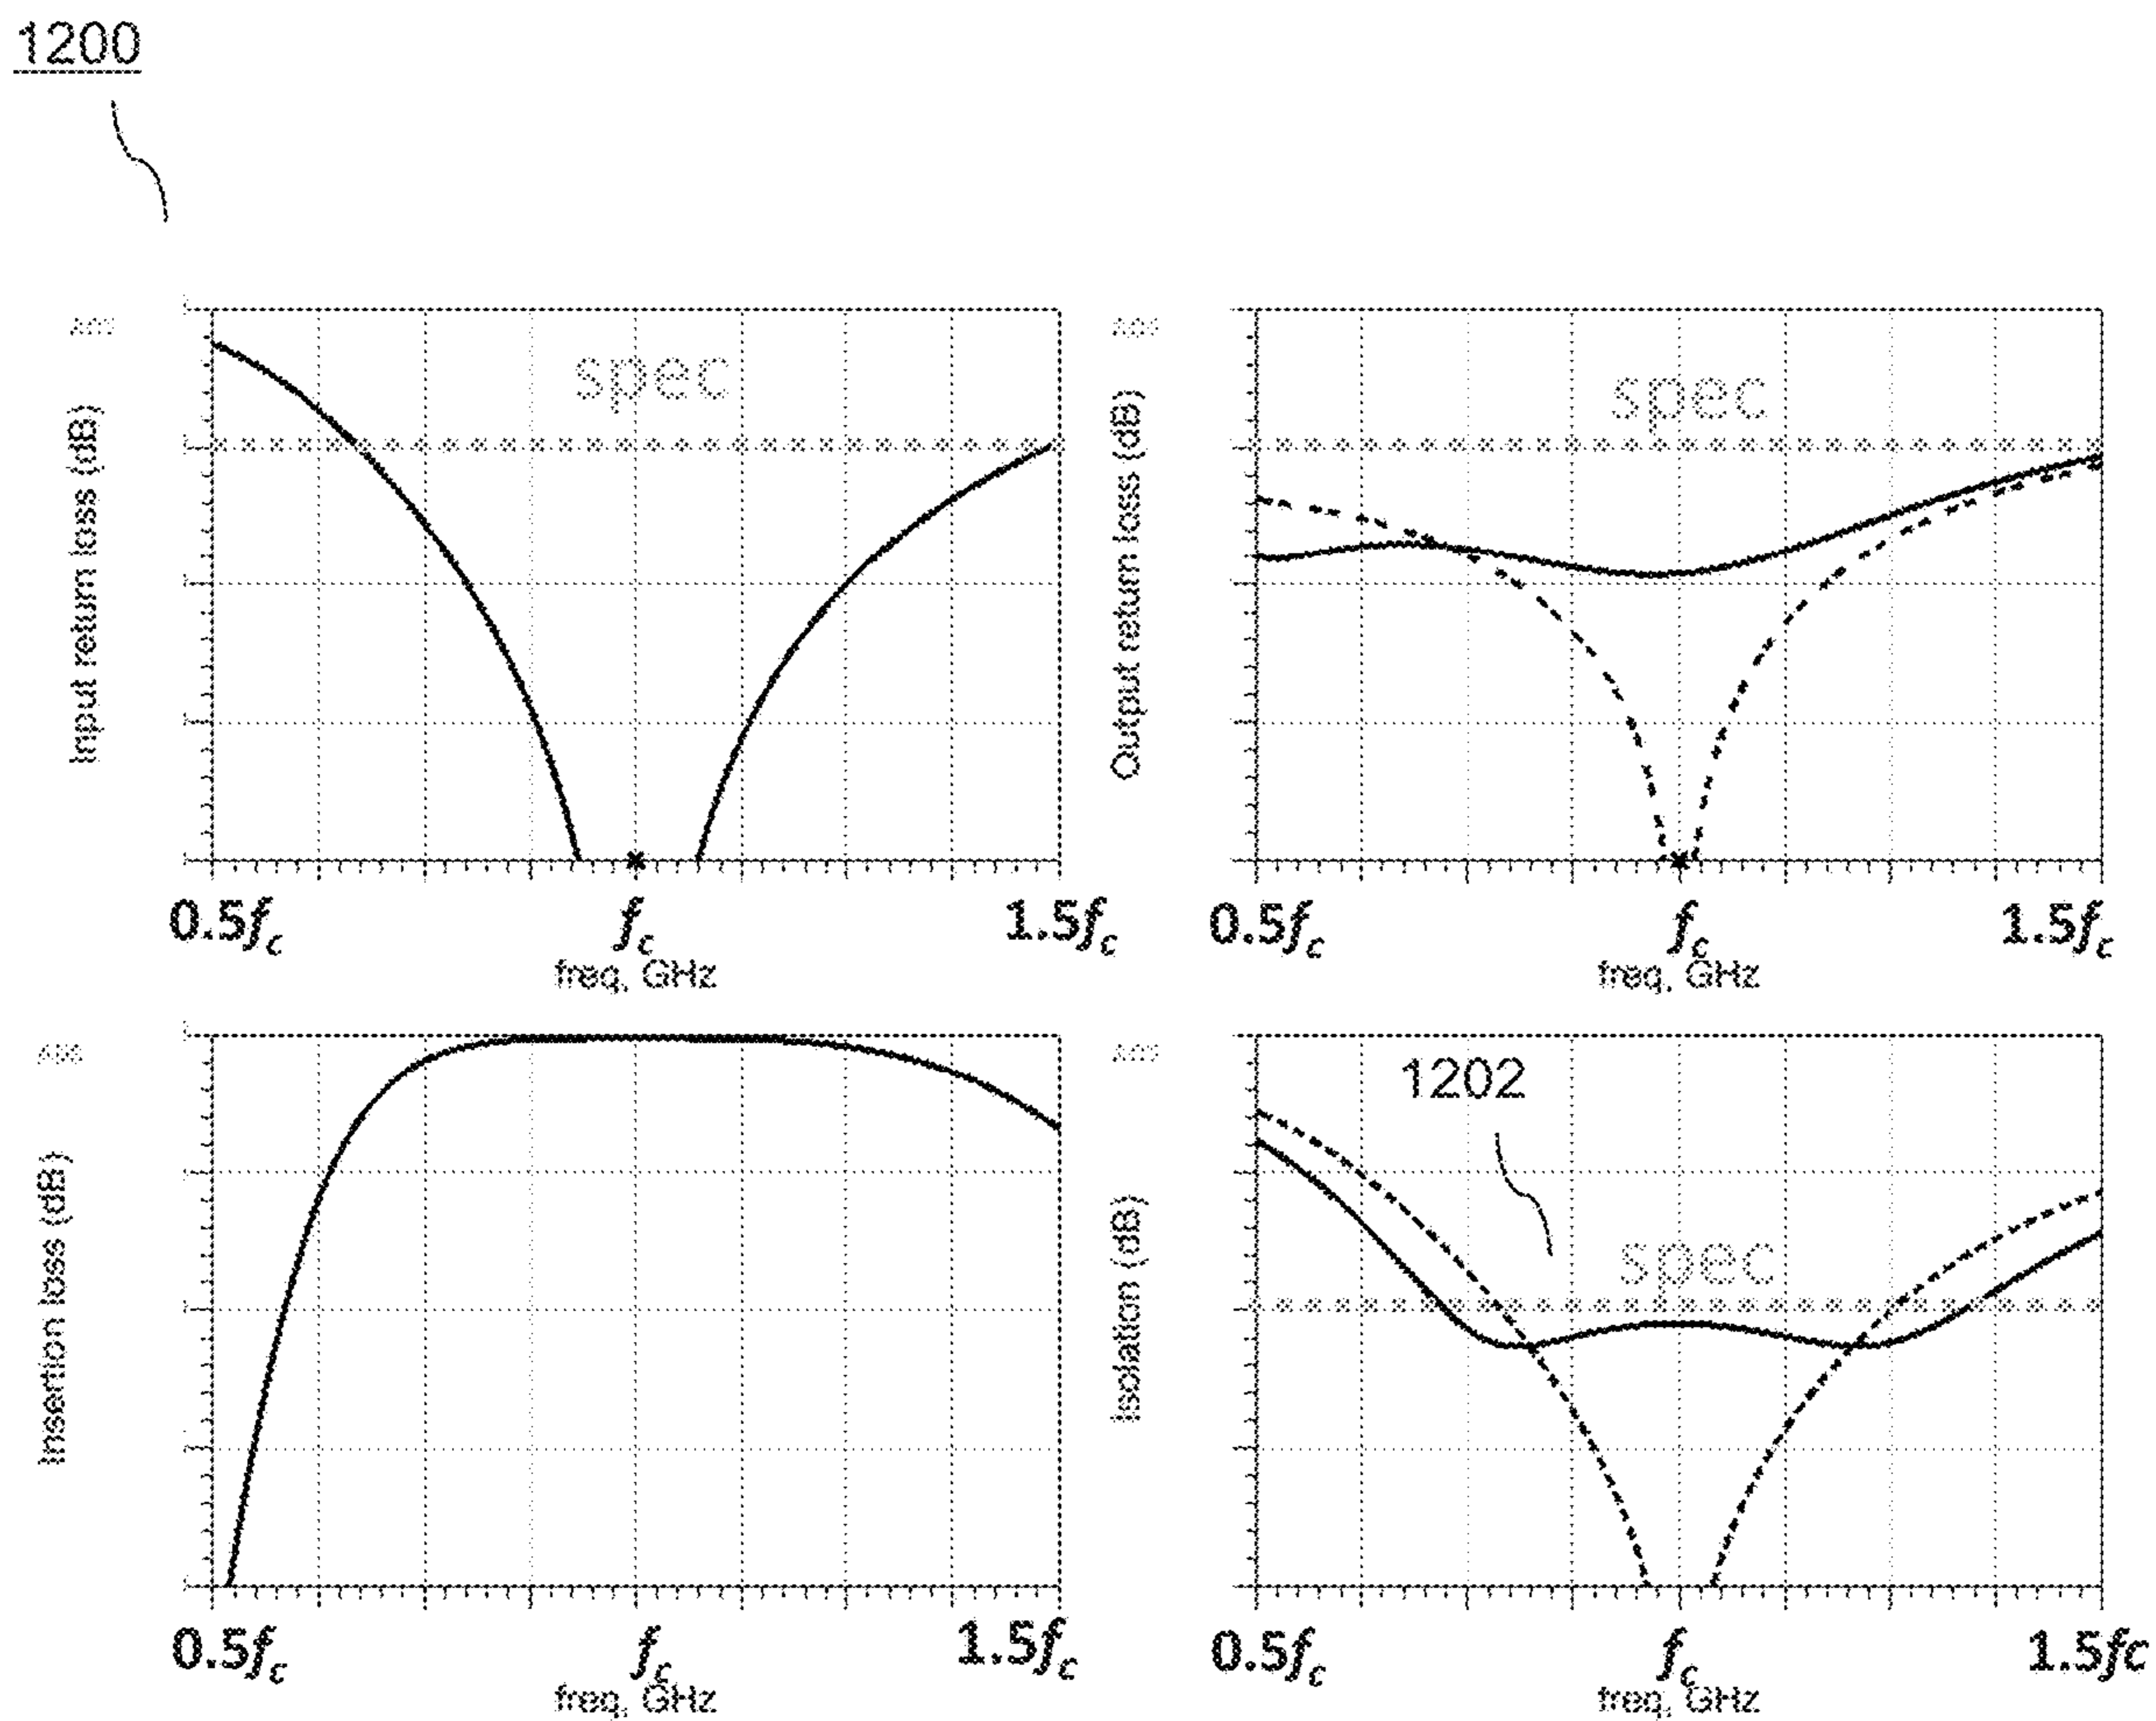 1200
Input return loss (dB)
spec
0.5fc
fc
1.5fc
freq, GHz
Output return loss (dB)
spec
0.5fc
fc
1.5fc
freq, GHz
Insertion loss (dB)
0.5fc
fc
1.5fc
freq, GHz
Isolation (dB)
1202
spec
0.5fc
fc
1.5fc
freq, GHz